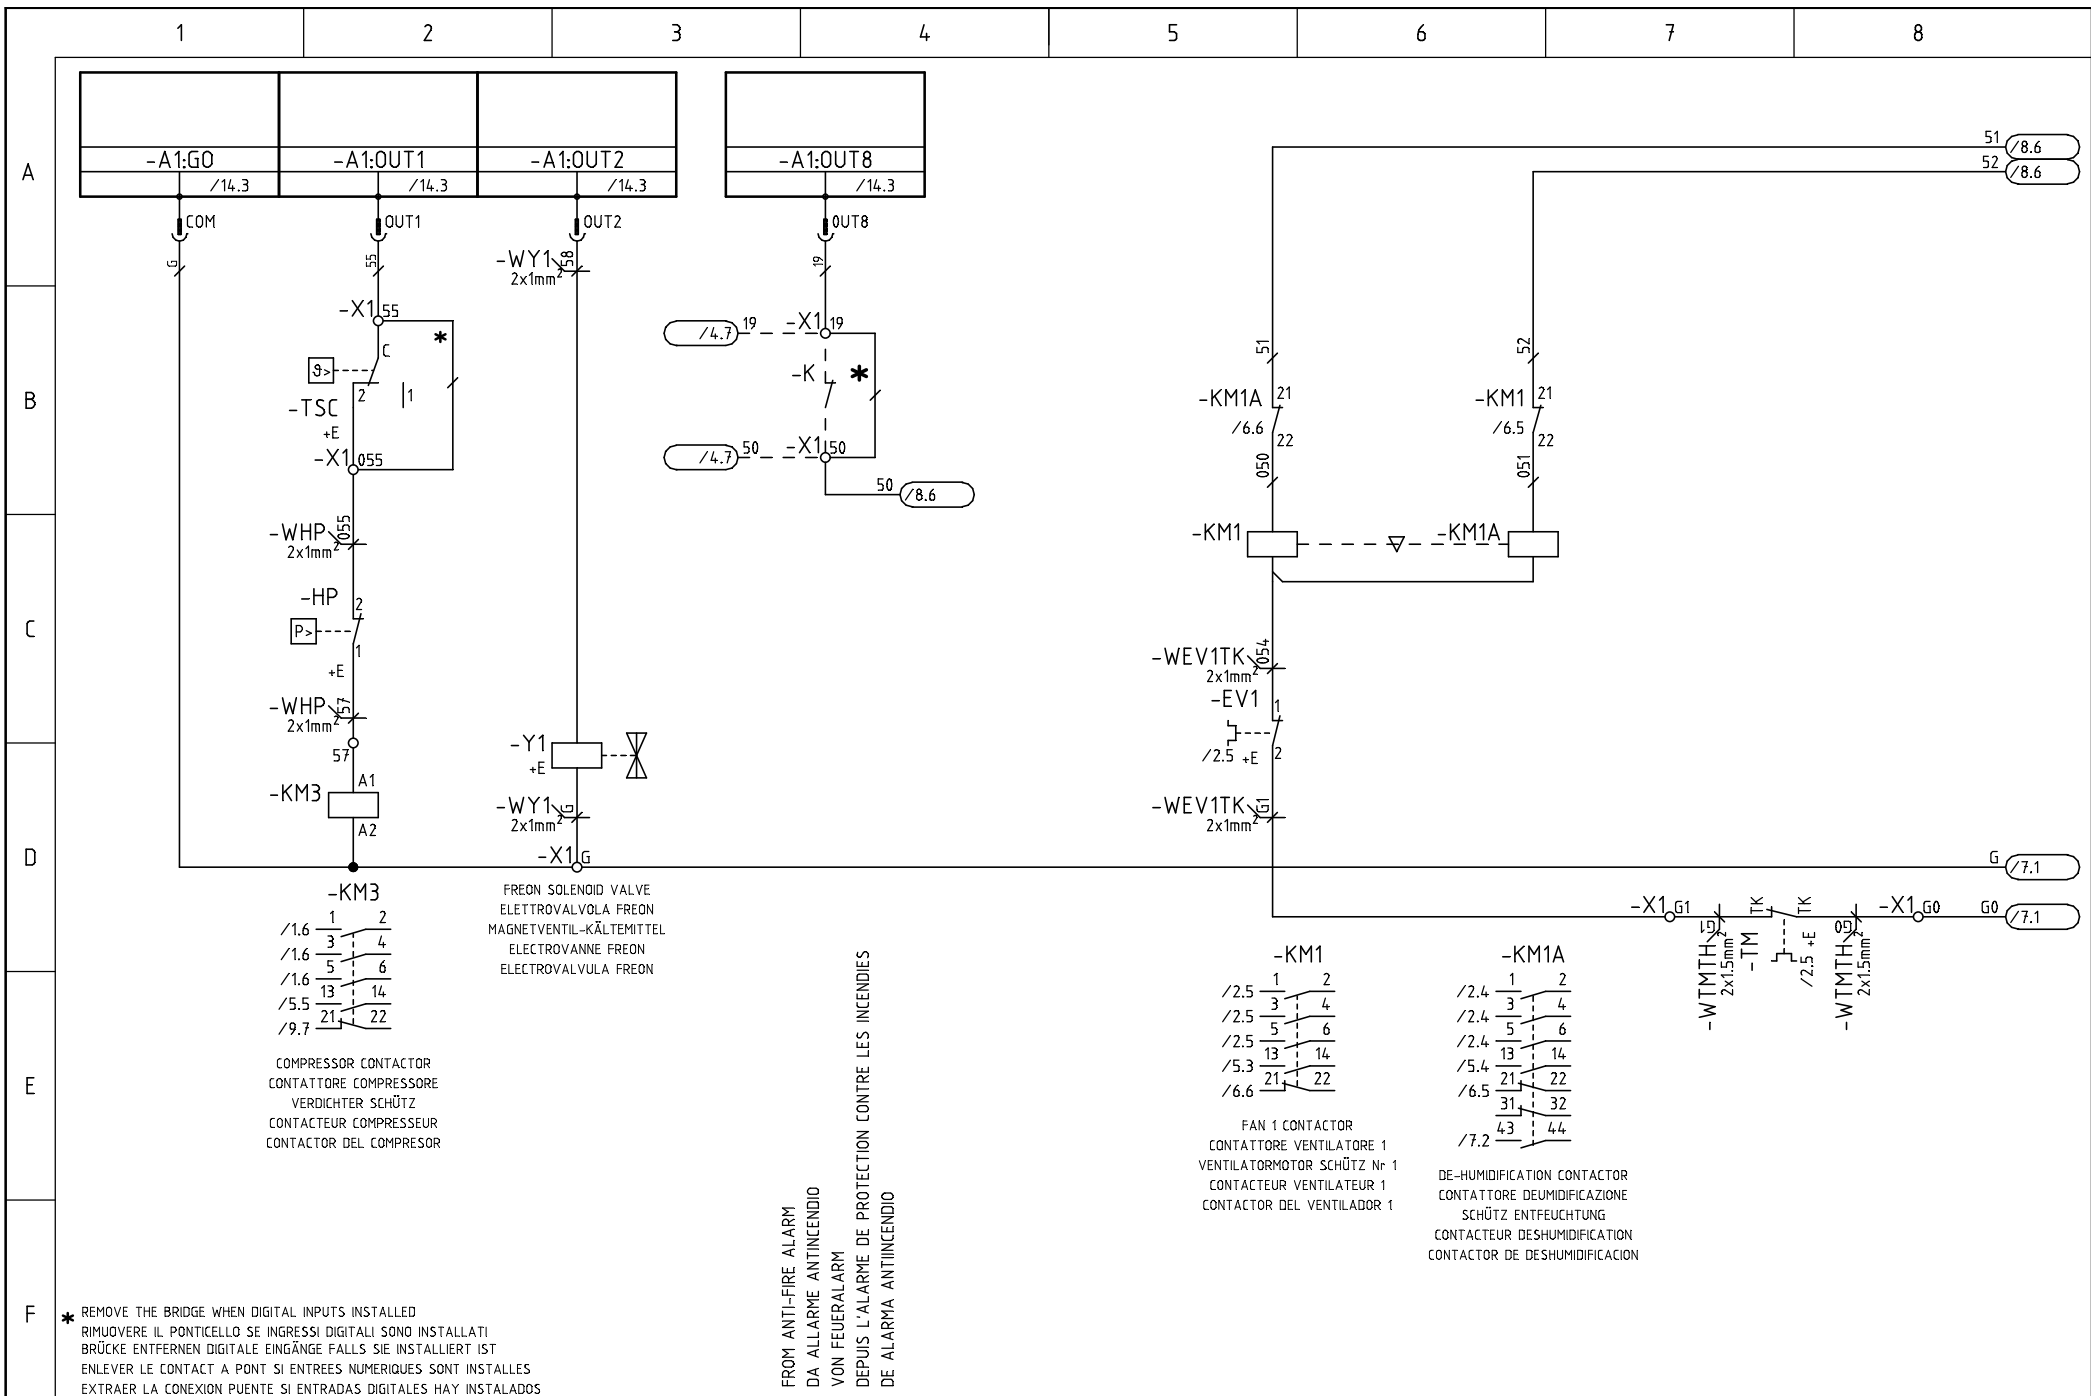 1 2 3 4 5 6 7 8
A
B
C
D
E
F
-A1:G0 -A1:OUT1 -A1:OUT2 -A1:OUT8
/14.3 /14.3 /14.3 /14.3
COM OUT1 OUT2 OUT8
G 55 58 19
-WY1
2x1mm²
51 /8.6
52 /8.6
-X1 55
*
C
ϑ>
2 1
-TSC
+E
-X1 055
/4.7 19 -X1 19
-K *
/4.7 50 -X1 50
50 /8.6
51 52
-KM1A 21
/6.6 22
050
-KM1 21
/6.5 22
051
-KM1 -KM1A
-WHP 055
2x1mm²
-HP 2
P>
1
+E
-WHP 57
2x1mm²
57
-KM3 A1
A2
-Y1
+E
-WY1 G
2x1mm²
-X1 G
-WEV1TK 054
2x1mm²
-EV1 1
/2.5 +E 2
-WEV1TK G1
2x1mm²
G /7.1
-X1 G1 TK TK -X1 G0 G0 /7.1
G1
-WTMTH
2x1.5mm²
-TM
/2.5 +E
G0
-WTMTH
2x1.5mm²
-KM3
/1.6 1 2
/1.6 3 4
/1.6 5 6
/5.5 13 14
/9.7 21 22
COMPRESSOR CONTACTOR
CONTATTORE COMPRESSORE
VERDICHTER SCHÜTZ
CONTACTEUR COMPRESSEUR
CONTACTOR DEL COMPRESOR
FREON SOLENOID VALVE
ELETTROVALVOLA FREON
MAGNETVENTIL-KÄLTEMITTEL
ELECTROVANNE FREON
ELECTROVALVULA FREON
FROM ANTI-FIRE ALARM
DA ALLARME ANTINCENDIO
VON FEUERALARM
DEPUIS L'ALARME DE PROTECTION CONTRE LES INCENDIES
DE ALARMA ANTIINCENDIO
-KM1
/2.5 1 2
/2.5 3 4
/2.5 5 6
/5.3 13 14
/6.6 21 22
FAN 1 CONTACTOR
CONTATTORE VENTILATORE 1
VENTILATORMOTOR SCHÜTZ Nr 1
CONTACTEUR VENTILATEUR 1
CONTACTOR DEL VENTILADOR 1
-KM1A
/2.4 1 2
/2.4 3 4
/2.4 5 6
/5.4 13 14
/6.5 21 22
31 32
/7.2 43 44
DE-HUMIDIFICATION CONTACTOR
CONTATTORE DEUMIDIFICAZIONE
SCHÜTZ ENTFEUCHTUNG
CONTACTEUR DESHUMIDIFICATION
CONTACTOR DE DESHUMIDIFICACION
* REMOVE THE BRIDGE WHEN DIGITAL INPUTS INSTALLED
RIMUOVERE IL PONTICELLO SE INGRESSI DIGITALI SONO INSTALLATI
BRÜCKE ENTFERNEN DIGITALE EINGÄNGE FALLS SIE INSTALLIERT IST
ENLEVER LE CONTACT A PONT SI ENTREES NUMERIQUES SONT INSTALLES
EXTRAER LA CONEXION PUENTE SI ENTRADAS DIGITALES HAY INSTALADOS